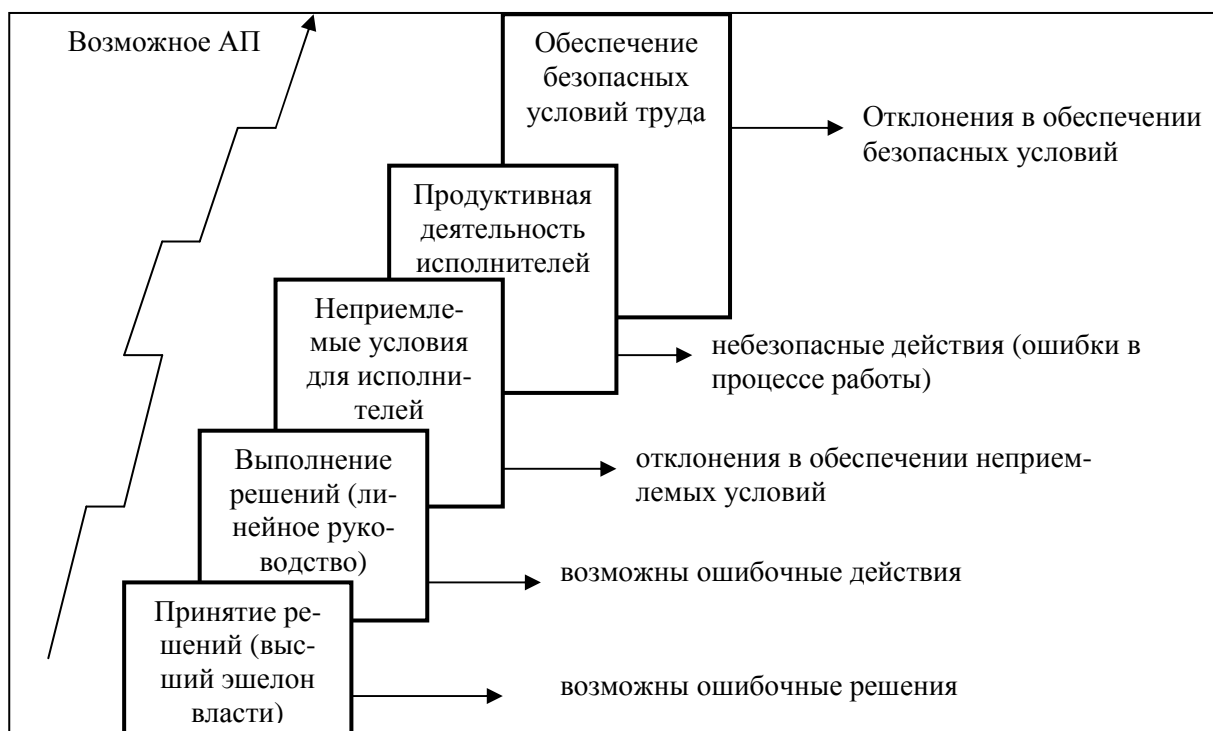 Возможное АП
Обеспечение
безопасных
условий труда
Отклонения в обеспечении
безопасных условий
Продуктивная
деятельность
исполнителей
Неприемле-
мые условия
для исполни-
телей
небезопасные действия (ошибки в
процессе работы)
Выполнение
решений (ли-
нейное руко-
водство)
отклонения в обеспечении неприем-
лемых условий
возможны ошибочные действия
Принятие ре-
шений (выс-
ший эшелон
власти)
возможны ошибочные решения